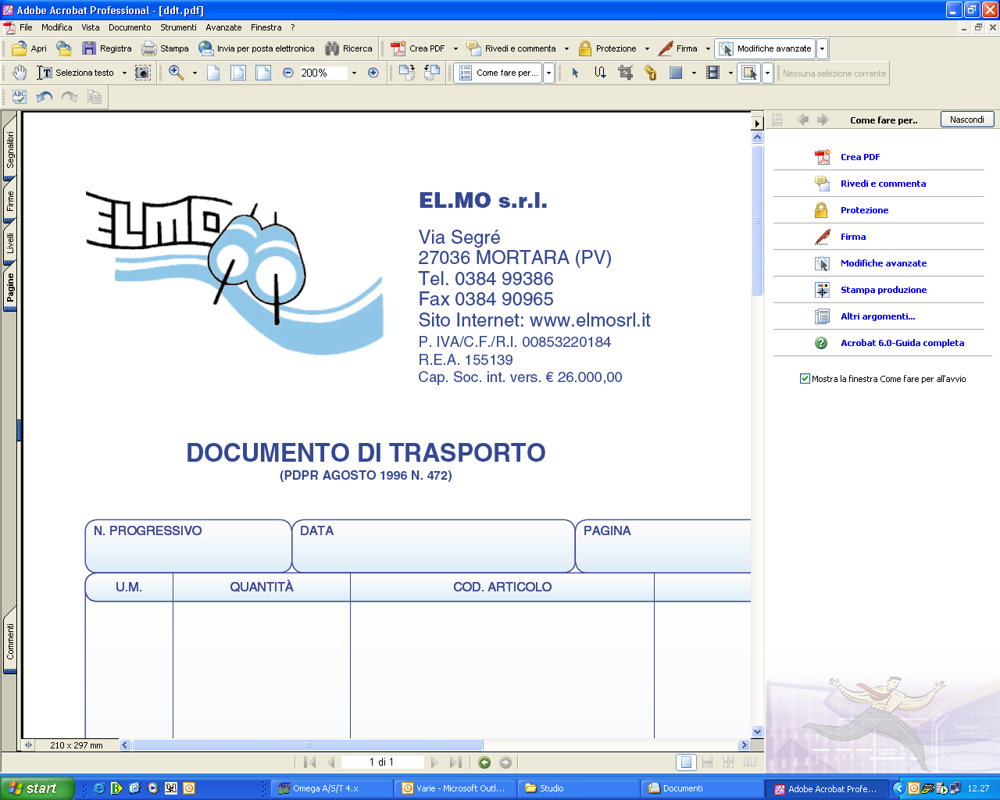 Adobe Acrobat Professional - [ddt.pdf]
File Modifica Vista Documento Strumenti Avanzate Finestra ?
Apri Registra Stampa Invia per posta elettronica Ricerca Crea PDF Rivedi e commenta Protezione Firma Modifiche avanzate
Seleziona testo 200% Come fare per... Nessuna selezione corrente
Segnalibri
Firme
Livelli
Pagine
Commenti
ELMO
EL.MO s.r.l.
Via Segré
27036 MORTARA (PV)
Tel. 0384 99386
Fax 0384 90965
Sito Internet: www.elmosrl.it
P. IVA/C.F./R.I. 00853220184
R.E.A. 155139
Cap. Soc. int. vers. € 26.000,00
DOCUMENTO DI TRASPORTO
(PDPR AGOSTO 1996 N. 472)
N. PROGRESSIVO DATA PAGINA
U.M. QUANTITÀ COD. ARTICOLO
Come fare per.. Nascondi
Crea PDF
Rivedi e commenta
Protezione
Firma
Modifiche avanzate
Stampa produzione
Altri argomenti...
Acrobat 6.0-Guida completa
Mostra la finestra Come fare per all'avvio
210 x 297 mm
1 di 1
start Omega A/S/T 4.x Varie - Microsoft Outl... Studio Documenti Adobe Acrobat Profe... 12.27